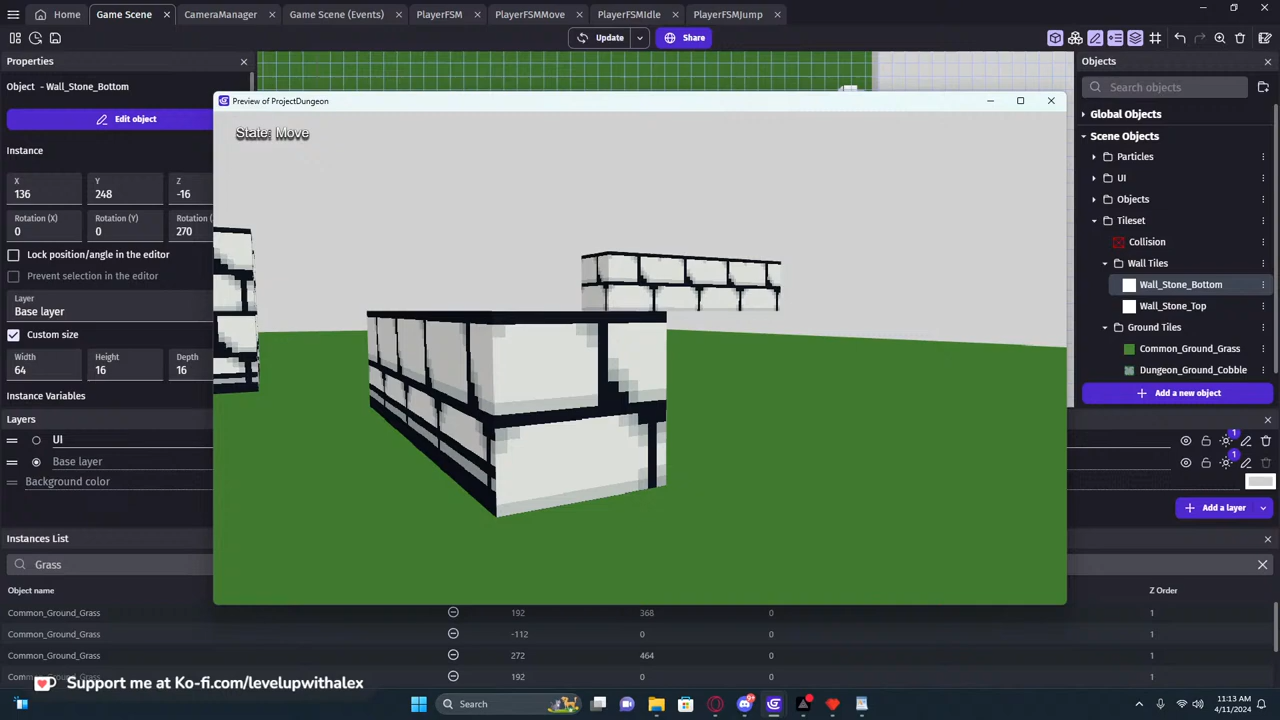 Home
Game Scene
CameraManager
Game Scene (Events)
PlayerFSM
PlayerFSMMove
PlayerFSMIdle
PlayerFSMJump
Update
Share
Properties
Objects
Object - Wall_Stone_Bottom
Search objects
Preview of ProjectDungeon
Edit object
Global Objects
State: Move
Scene Objects
Instance
Particles
X
Y
Z
136
248
-16
UI
Objects
Rotation (X)
Rotation (Y)
Rotation (
0
0
270
Tileset
Collision
Lock position/angle in the editor
Wall Tiles
Prevent selection in the editor
Wall_Stone_Bottom
Layer
Base layer
Wall_Stone_Top
Ground Tiles
Custom size
Common_Ground_Grass
Width
Height
Depth
64
16
16
Dungeon_Ground_Cobble
Add a new object
Instance Variables
Layers
UI
1
Base layer
1
Background color
Add a layer
Instances List
Grass
Object name
Z Order
Common_Ground_Grass
192
368
0
1
Common_Ground_Grass
-112
0
0
1
Common_Ground_Grass
272
464
0
1
Common_Ground_Grass
192
0
0
1
Support me at Ko-fi.com/levelupwithalex
Search
11:13 AM
4/11/2024